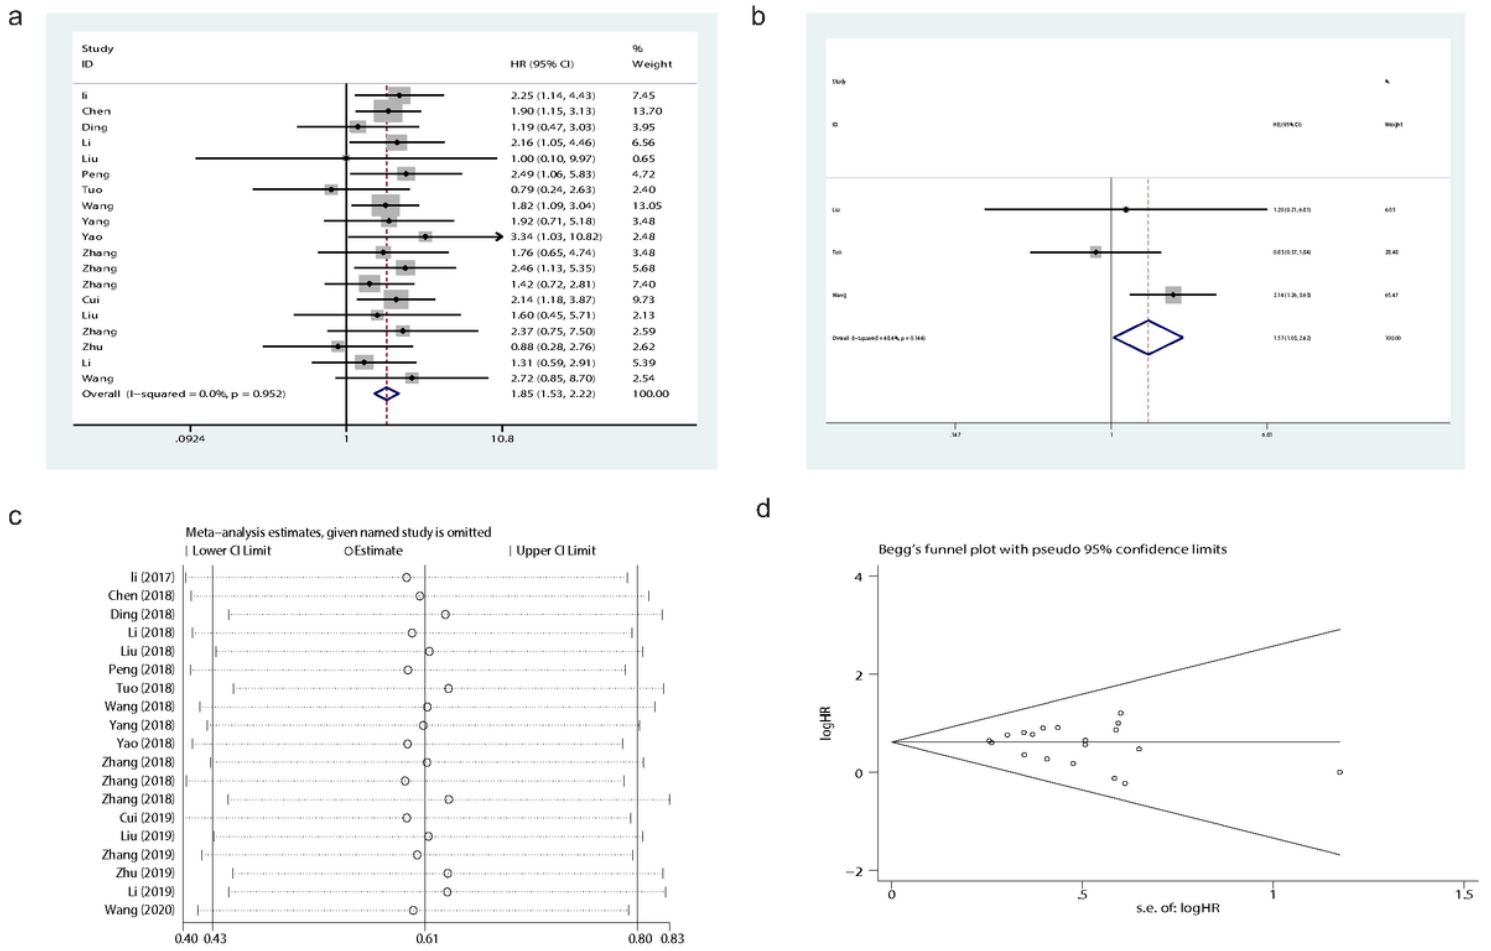 a
Study %
ID HR (95% CI) Weight
li 2.25 (1.14, 4.43) 7.45
Chen 1.90 (1.15, 3.13) 13.70
Ding 1.19 (0.47, 3.03) 3.95
Li 2.16 (1.05, 4.46) 6.56
Liu 1.00 (0.10, 9.97) 0.65
Peng 2.49 (1.06, 5.83) 4.72
Tuo 0.79 (0.24, 2.63) 2.40
Wang 1.82 (1.09, 3.04) 13.05
Yang 1.92 (0.71, 5.18) 3.48
Yao 3.34 (1.03, 10.82) 2.48
Zhang 1.76 (0.65, 4.74) 3.48
Zhang 2.46 (1.13, 5.35) 5.68
Zhang 1.42 (0.72, 2.81) 7.40
Cui 2.14 (1.18, 3.87) 9.73
Liu 1.60 (0.45, 5.71) 2.13
Zhang 2.37 (0.75, 7.50) 2.59
Zhu 0.88 (0.28, 2.76) 2.62
Li 1.31 (0.59, 2.91) 5.39
Wang 2.72 (0.85, 8.70) 2.54
Overall (I−squared = 0.0%, p = 0.952) 1.85 (1.53, 2.22) 100.00
.0924 1 10.8
b
Study %
ID HR (95% CI) Weight
Liu
Tuo
Wang
Overall 100.00
1
c
Meta−analysis estimates, given named study is omitted
Lower CI Limit Estimate Upper CI Limit
li (2017)
Chen (2018)
Ding (2018)
Li (2018)
Liu (2018)
Peng (2018)
Tuo (2018)
Wang (2018)
Yang (2018)
Yao (2018)
Zhang (2018)
Zhang (2018)
Zhang (2018)
Cui (2019)
Liu (2019)
Zhang (2019)
Zhu (2019)
Li (2019)
Wang (2020)
0.40 0.43 0.61 0.80 0.83
d
Begg's funnel plot with pseudo 95% confidence limits
logHR
4
2
0
−2
0 .5 1 1.5
s.e. of: logHR